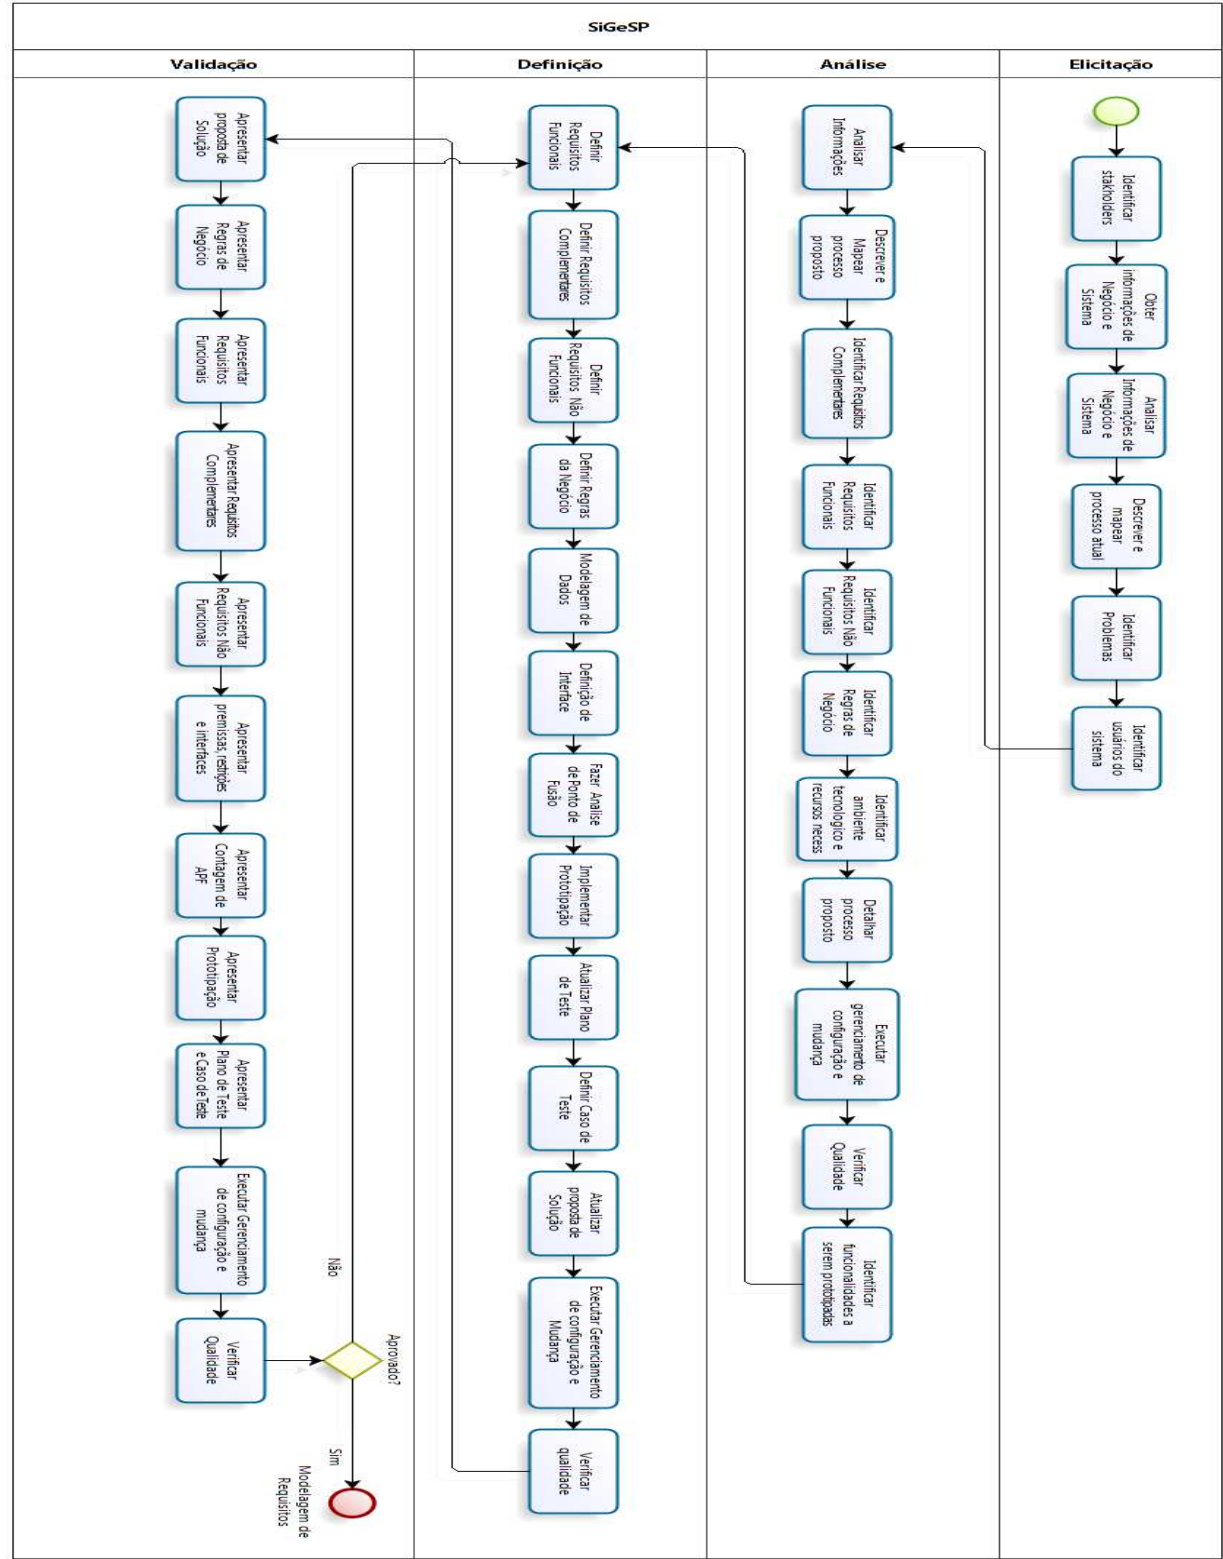 SiGeSP
Elicitação
Identificar
stakholders
Obter
informações de
Negócio e
Sistema
Analisar
Informações de
Negócio e
Sistema
Descrever e
mapear
processo atual
Identificar
Problemas
Identificar
usuários do
sistema
Análise
Analisar
Informações
Descrever e
Mapear
processo
proposto
Identificar Requisitos
Complementares
Identificar
Requisitos
Funcionais
Identificar
Requisitos Não
Funcionais
Identificar
Regras de
Negócio
Identificar
ambiente
tecnologico e
recursos necess
Detalhar
processo
proposto
Executar
gerenciamento de
configuração e
mudança
Verificar
Qualidade
Identificar
funcionalidades a
serem prototipadas
Definição
Definir
Requisitos
Funcionais
Definir Requisitos
Complementares
Definir
Requisitos Não
Funcionais
Definir Regras
da Negócio
Modelagem de
Dados
Definição de
Interface
Fazer Analise
de Ponto de
Fusão
Implementar
Prototipação
Atualizar Plano
de Teste
Definir Caso de
Teste
Atualizar
proposta de
Solução
Executar Gerenciamento
de configuração e
Mudança
Verificar
qualidade
Validação
Apresentar
proposta de
Solução
Apresentar
Regras de
Negócio
Apresentar
Requisitos
Funcionais
Apresentar Requisitos
Complementares
Apresentar
Requisitos Não
Funcionais
Apresentar
premissas, restrições
e interfaces
Apresentar
Contagem de
APF
Apresentar
Prototipação
Apresentar
Plano de Teste
e Caso de Teste
Executar Gerenciamento
de configuração e
mudança
Verificar
Qualidade
Aprovado?
Não
Sim
Modelagem de
Requisitos